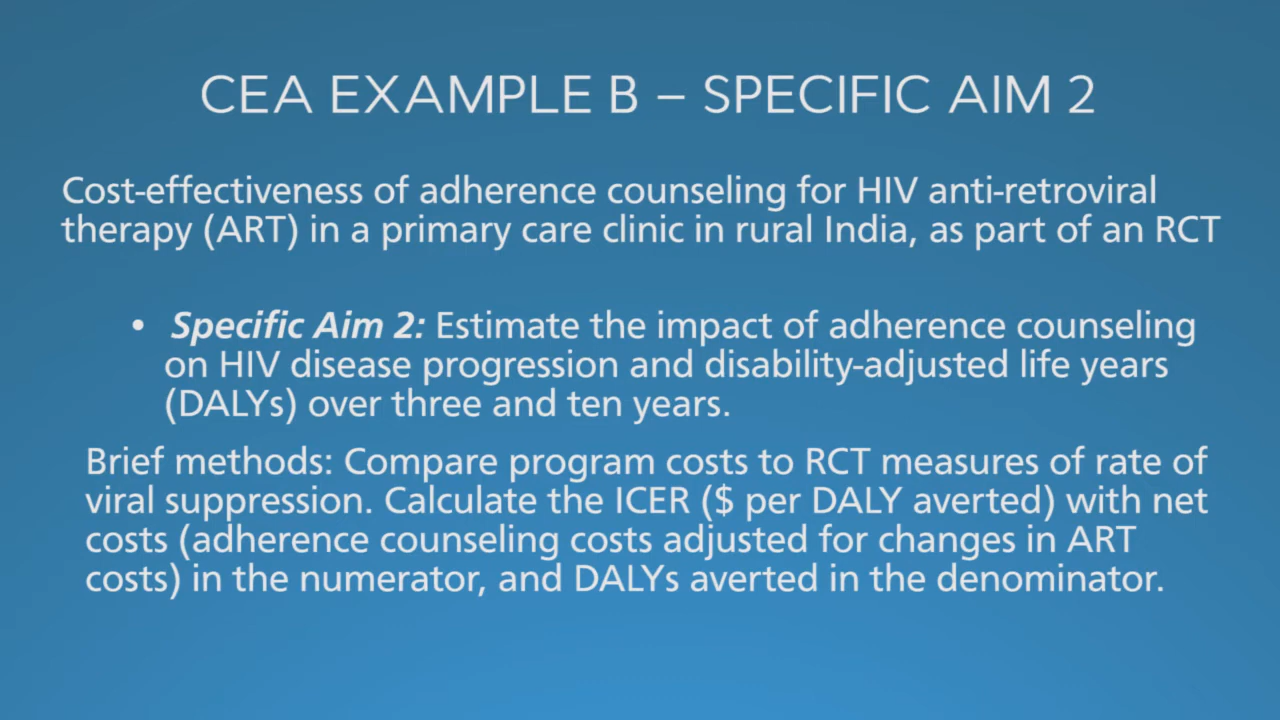 CEA EXAMPLE B – SPECIFIC AIM 2
Cost-effectiveness of adherence counseling for HIV anti-retroviral
therapy (ART) in a primary care clinic in rural India, as part of an RCT
• Specific Aim 2: Estimate the impact of adherence counseling
on HIV disease progression and disability-adjusted life years
(DALYs) over three and ten years.
Brief methods: Compare program costs to RCT measures of rate of
viral suppression. Calculate the ICER ($ per DALY averted) with net
costs (adherence counseling costs adjusted for changes in ART
costs) in the numerator, and DALYs averted in the denominator.